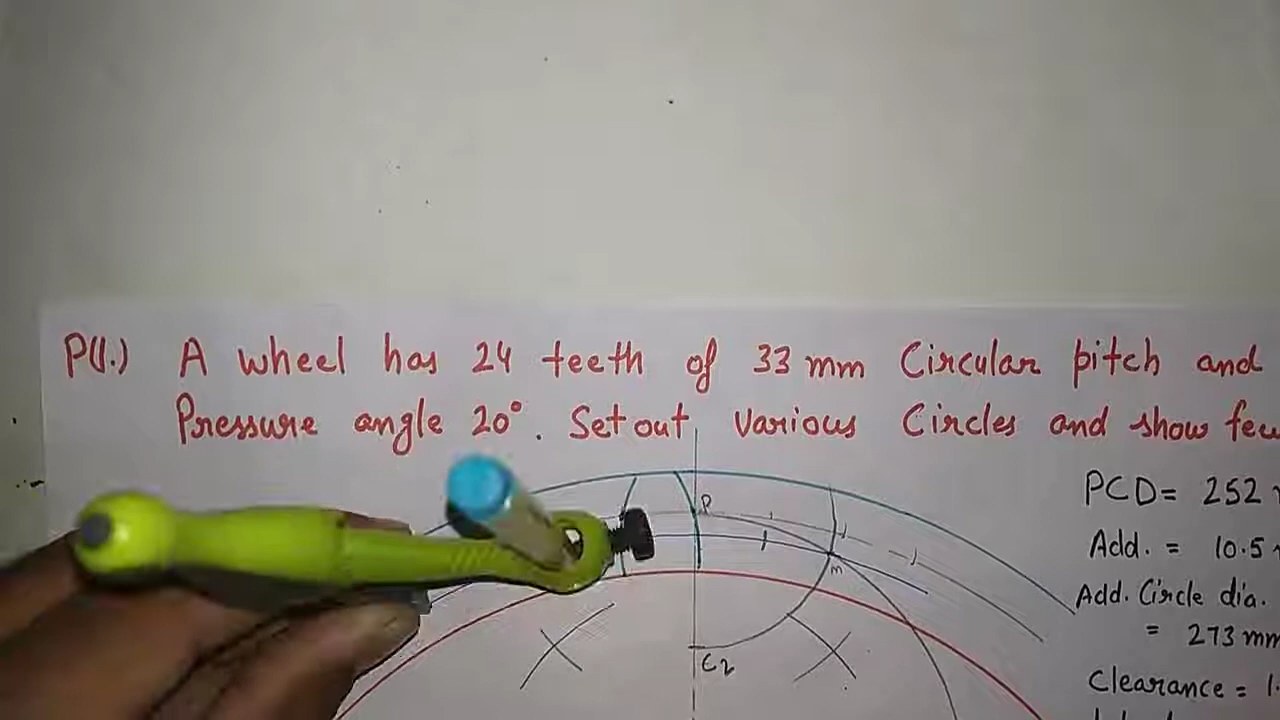 P(1.) A wheel has 24 teeth of 33 mm Circular pitch and
Pressure angle 20°. Set out various Circles and show few
PCD = 252
P
Add. = 10.5
m
Add. Circle dia.
= 273 mm
C2
Clearance = 1.